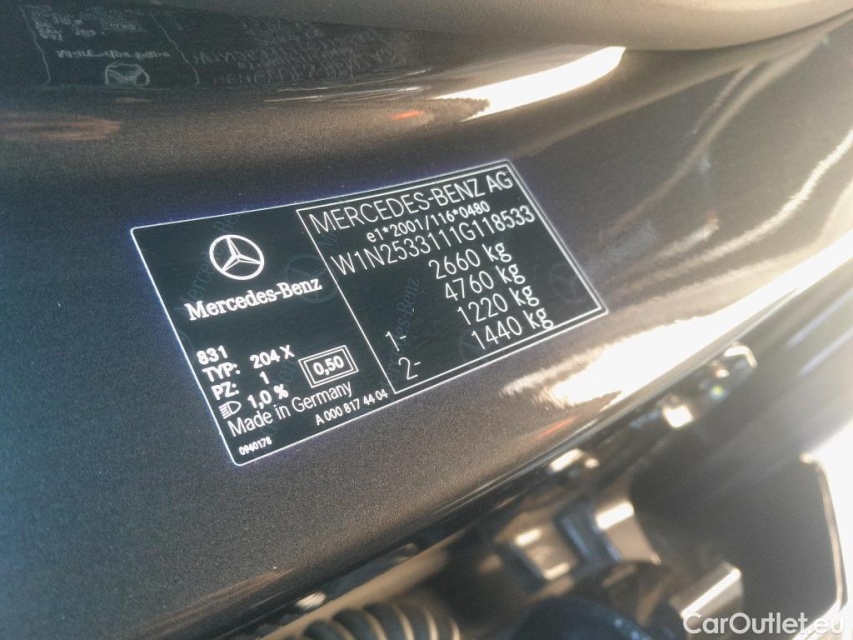 MERCEDES-BENZ AG
e1*2001/116*0480
W1N2533111G118533
2660 kg
4760 kg
1- 1220 kg
2- 1440 kg
Mercedes-Benz
831
TYP: 204 X
PZ: 1
0,50
1,0 %
Made in Germany
0940178 A 000 817 44 04
CarOutlet.eu